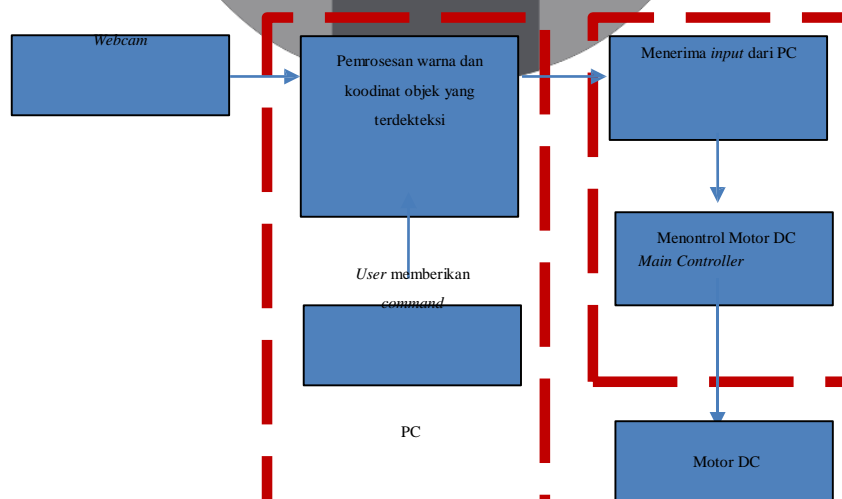 Webcam
Pemrosesan warna dan
koodinat objek yang
terdekteksi
Menerima input dari PC
Menontrol Motor DC
Main Controller
User memberikan
command
PC
Motor DC